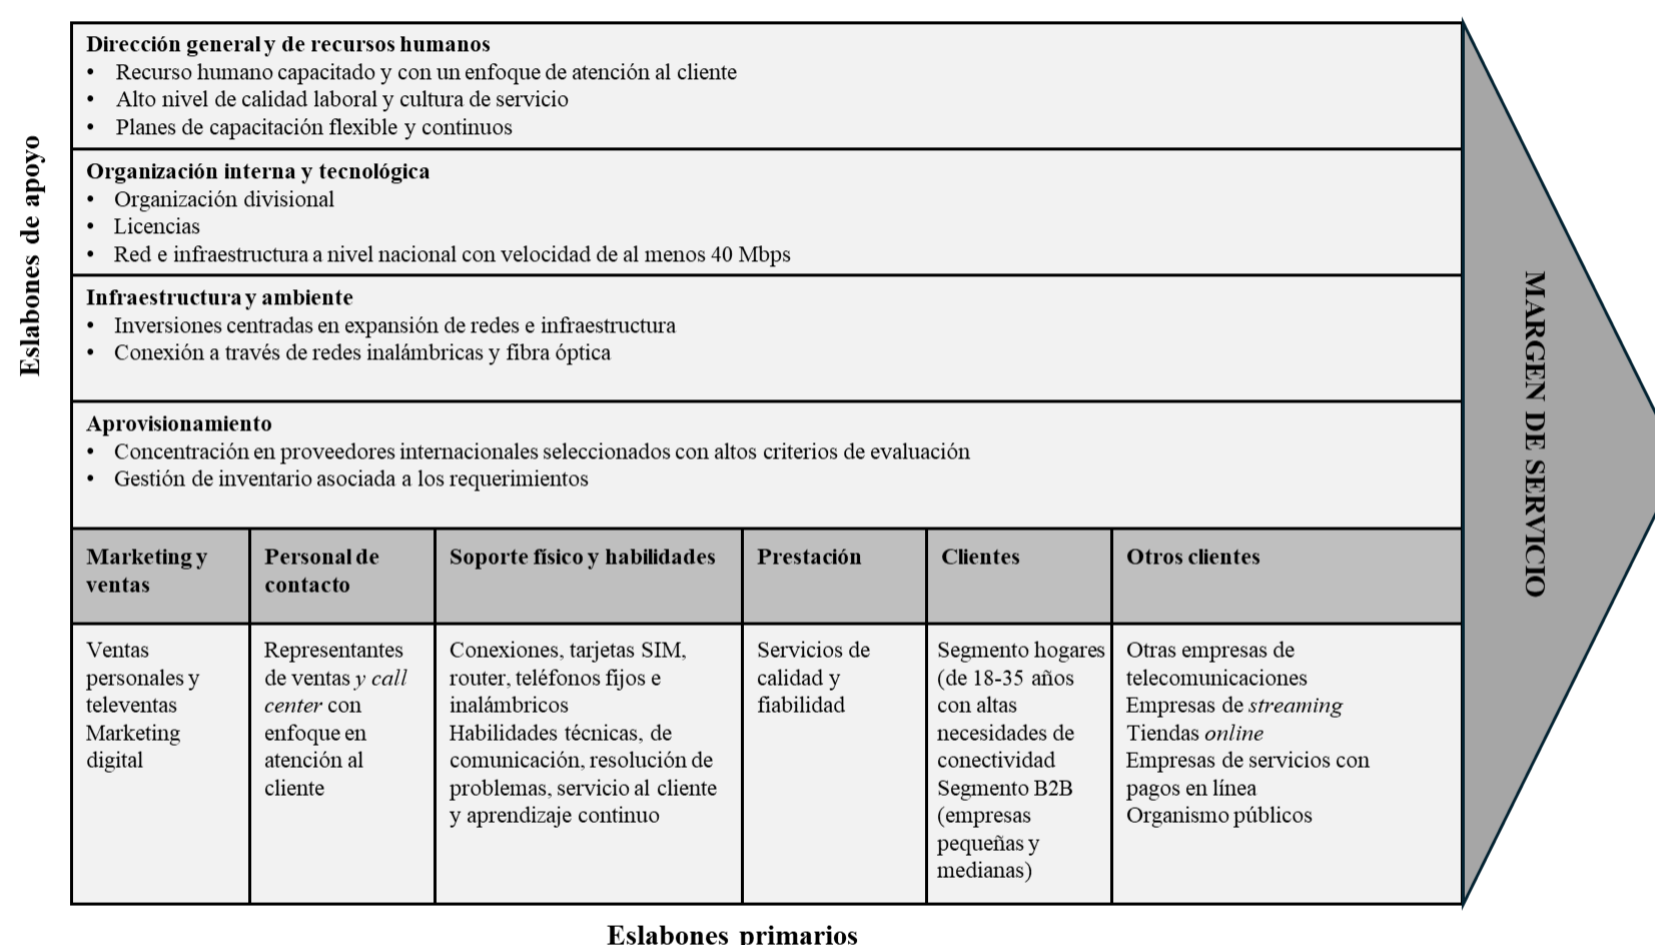 Eslabones de apoyo
Dirección general y de recursos humanos
• Recurso humano capacitado y con un enfoque de atención al cliente
• Alto nivel de calidad laboral y cultura de servicio
• Planes de capacitación flexible y continuos
Organización interna y tecnológica
• Organización divisional
• Licencias
• Red e infraestructura a nivel nacional con velocidad de al menos 40 Mbps
Infraestructura y ambiente
• Inversiones centradas en expansión de redes e infraestructura
• Conexión a través de redes inalámbricas y fibra óptica
Aprovisionamiento
• Concentración en proveedores internacionales seleccionados con altos criterios de evaluación
• Gestión de inventario asociada a los requerimientos
Marketing y
ventas
Personal de
contacto
Soporte físico y habilidades
Prestación
Clientes
Otros clientes
Ventas
personales y
televentas
Marketing
digital
Representantes
de ventas y call
center con
enfoque en
atención al
cliente
Conexiones, tarjetas SIM,
router, teléfonos fijos e
inalámbricos
Habilidades técnicas, de
comunicación, resolución de
problemas, servicio al cliente
y aprendizaje continuo
Servicios de
calidad y
fiabilidad
Segmento hogares
(de 18-35 años
con altas
necesidades de
conectividad
Segmento B2B
(empresas
pequeñas y
medianas)
Otras empresas de
telecomunicaciones
Empresas de streaming
Tiendas online
Empresas de servicios con
pagos en línea
Organismo públicos
MARGEN DE SERVICIO
Eslabones primarios